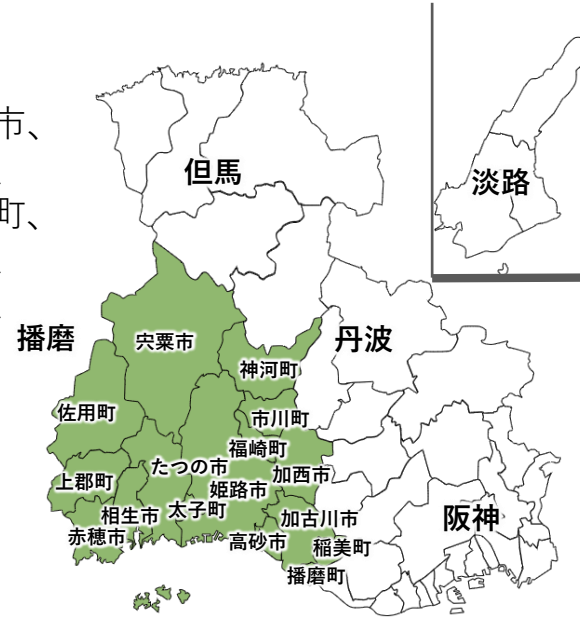 市、
町、
但馬
淡路
播磨
丹波
宍粟市
神河町
佐用町
市川町
福崎町
たつの市
加西市
上郡町
姫路市
相生市
太子町
加古川市
赤穂市
高砂市
稲美町
播磨町
阪神